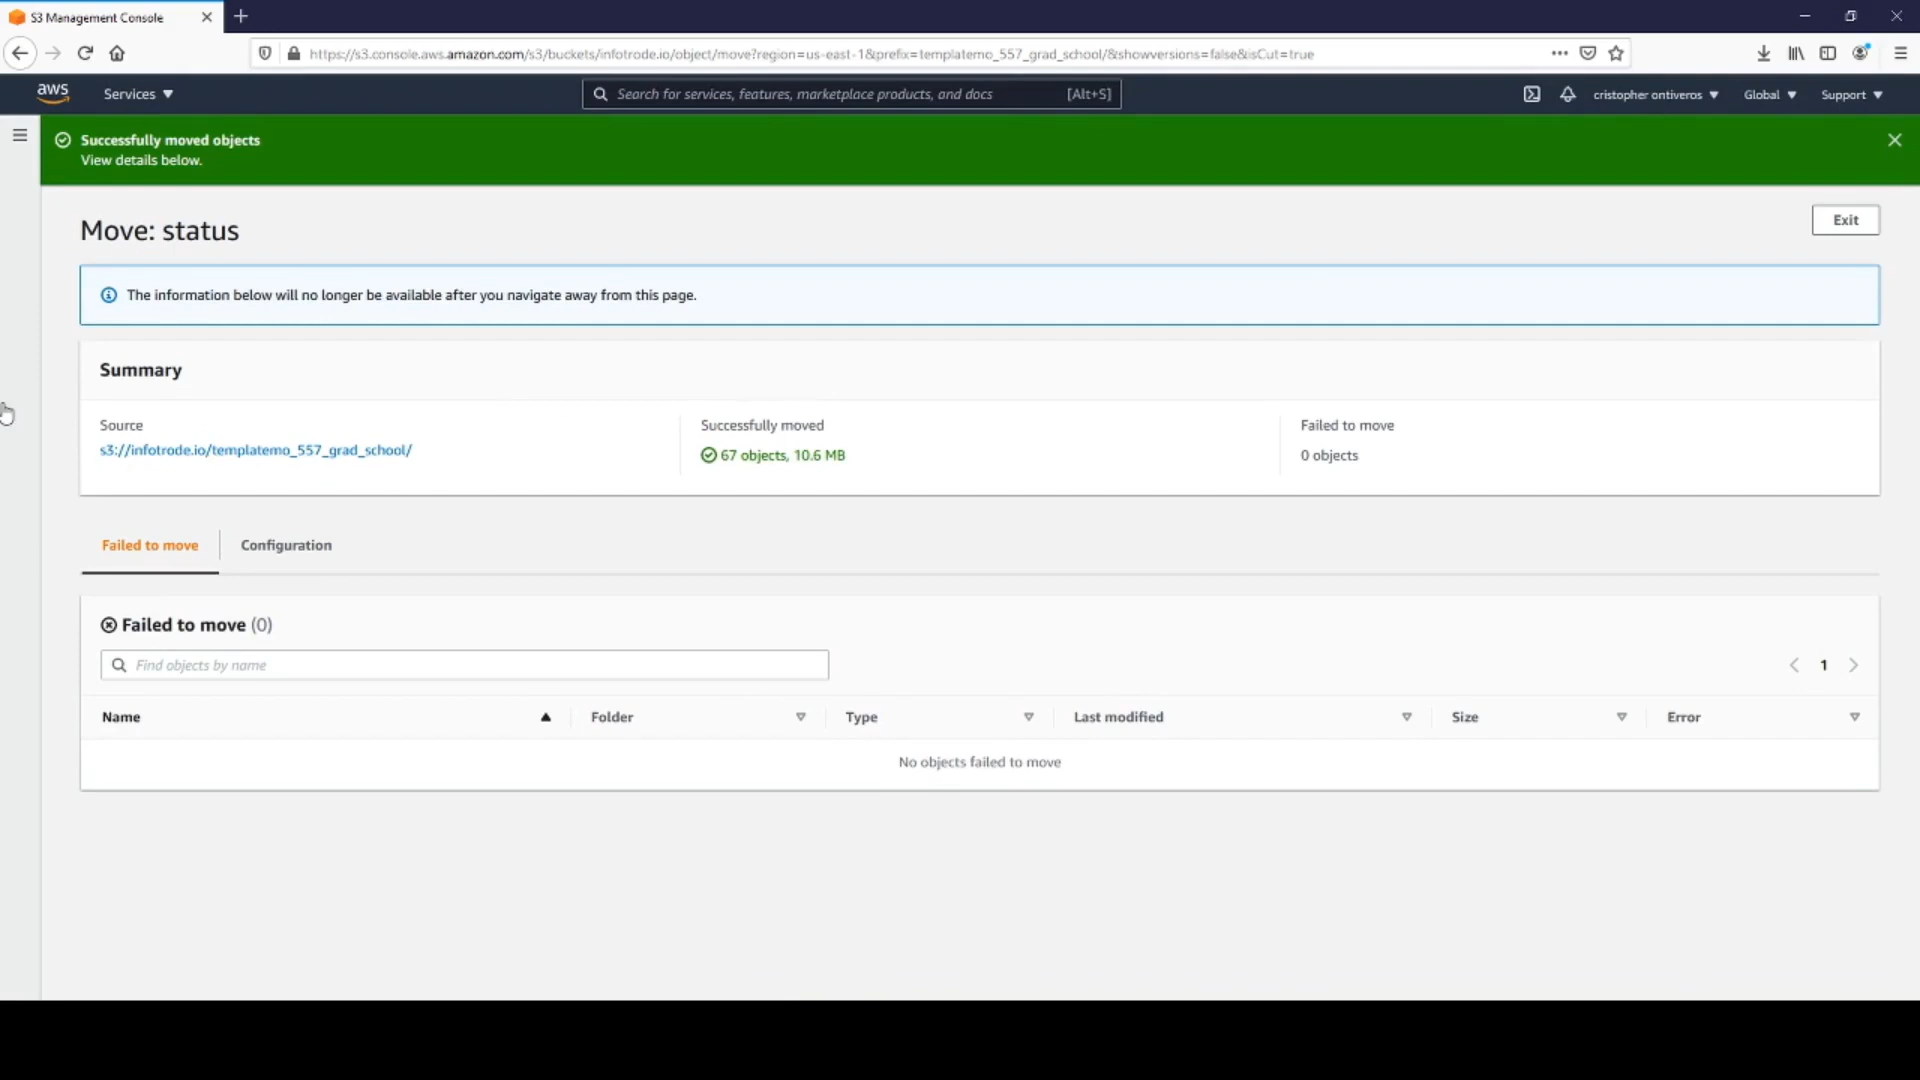 S3 Management Console
https://s3.console.aws.amazon.com/s3/buckets/infotrode.io/object/move?region=us-east-1&prefix=templatemo_557_grad_school/&showversions=false&isCut=true
aws
Services
Search for services, features, marketplace products, and docs
[Alt+S]
cristopher ontiveros
Global
Support
Successfully moved objects
View details below.
Move: status
Exit
The information below will no longer be available after you navigate away from this page.
Summary
Source
s3://infotrode.io/templatemo_557_grad_school/
Successfully moved
67 objects, 10.6 MB
Failed to move
0 objects
Failed to move
Configuration
Failed to move (0)
Find objects by name
1
Name
Folder
Type
Last modified
Size
Error
No objects failed to move